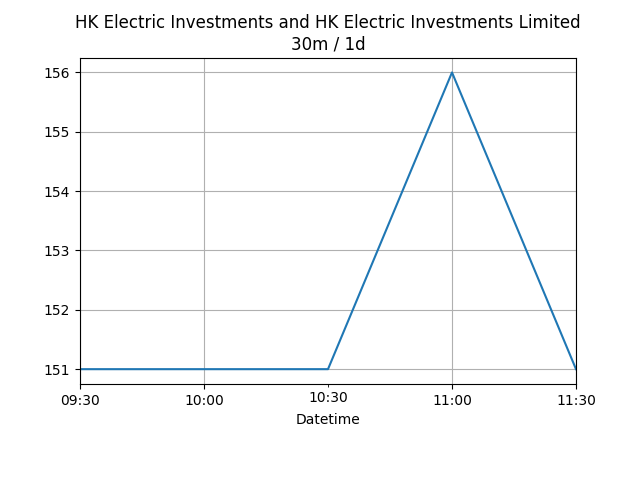 HK Electric Investments and HK Electric Investments Limited
30m / 1d
156
155
154
153
152
151
09:30 10:00 10:30 11:00 11:30
Datetime